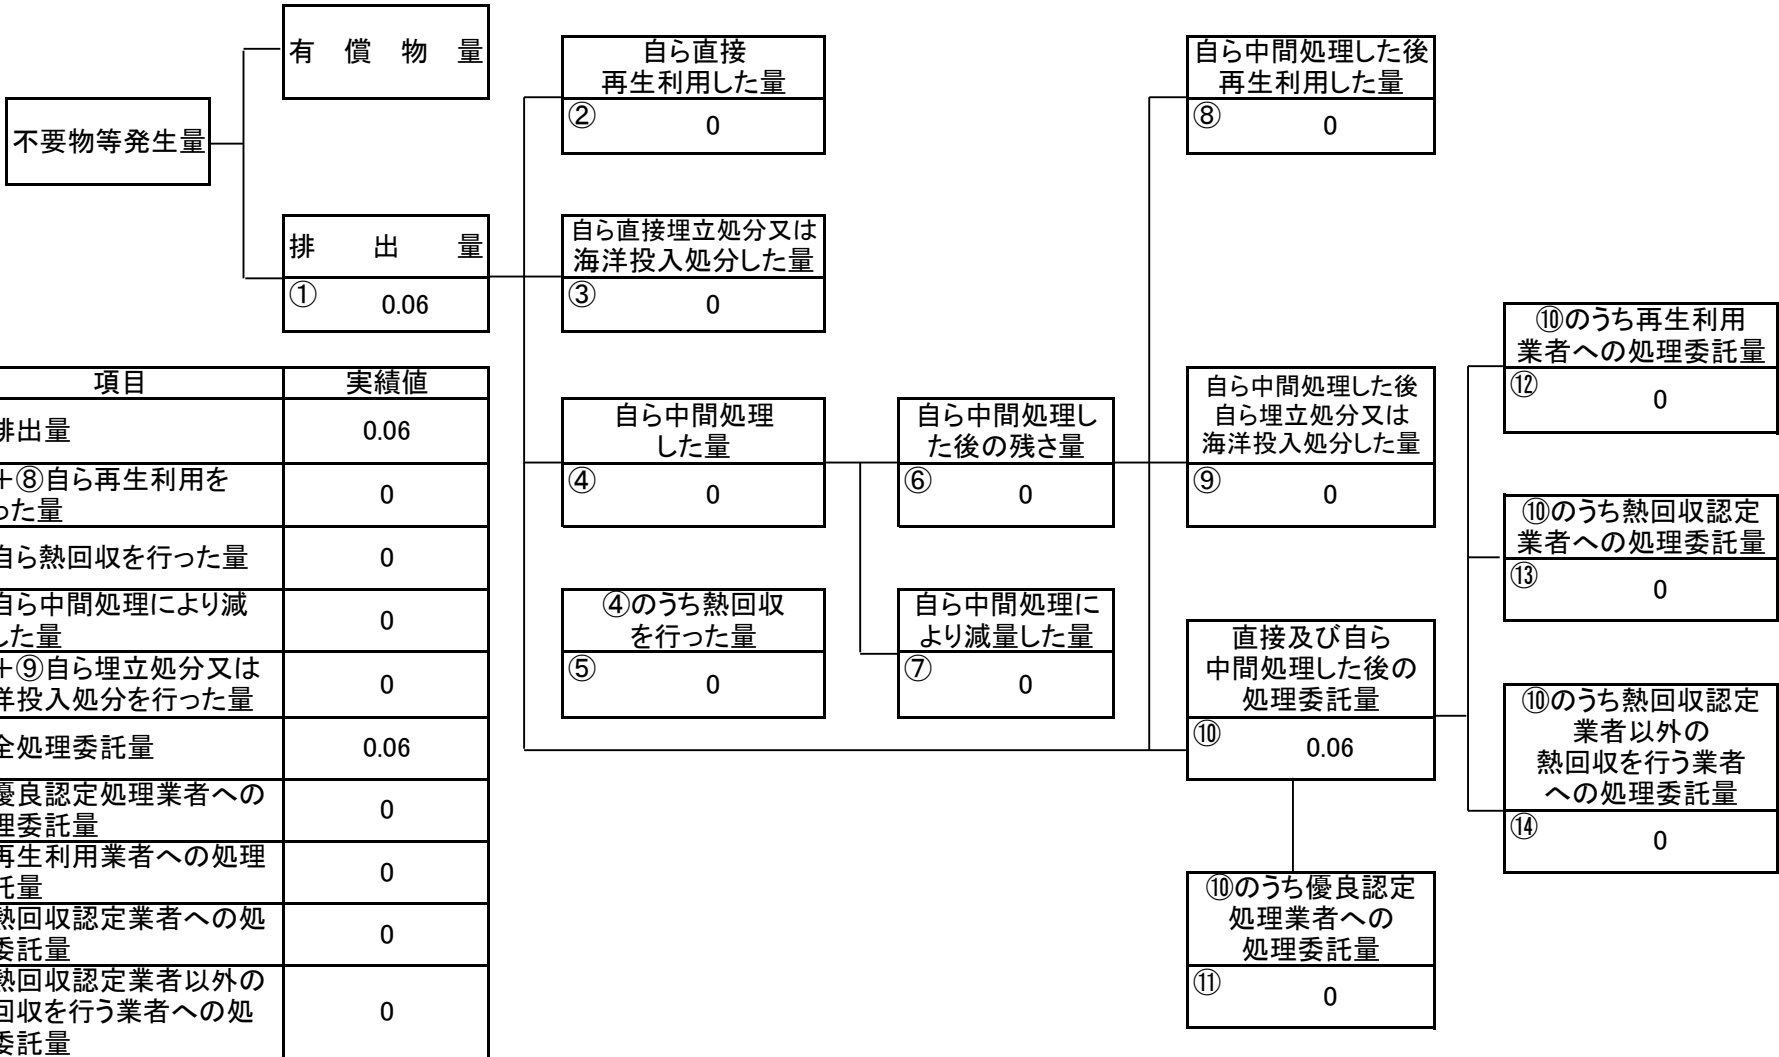 有償物量
不要物等発生量
排出量
① 0.06
自ら直接
再生利用した量
② 0
自ら直接埋立処分又は
海洋投入処分した量
③ 0
自ら中間処理
した量
④ 0
④のうち熱回収
を行った量
⑤ 0
自ら中間処理し
た後の残さ量
⑥ 0
自ら中間処理に
より減量した量
⑦ 0
自ら中間処理した後
再生利用した量
⑧ 0
自ら中間処理した後
自ら埋立処分又は
海洋投入処分した量
⑨ 0
直接及び自ら
中間処理した後の
処理委託量
⑩ 0.06
⑩のうち優良認定
処理業者への
処理委託量
⑪ 0
⑩のうち再生利用
業者への処理委託量
⑫ 0
⑩のうち熱回収認定
業者への処理委託量
⑬ 0
⑩のうち熱回収認定
業者以外の
熱回収を行う業者
への処理委託量
⑭ 0
項目 実績値
排出量 0.06
+⑧自ら再生利用を
った量 0
自ら熱回収を行った量 0
自ら中間処理により減
した量 0
+⑨自ら埋立処分又は
洋投入処分を行った量 0
全処理委託量 0.06
優良認定処理業者への
理委託量 0
再生利用業者への処理
託量 0
熱回収認定業者への処
委託量 0
熱回収認定業者以外の
回収を行う業者への処
委託量 0